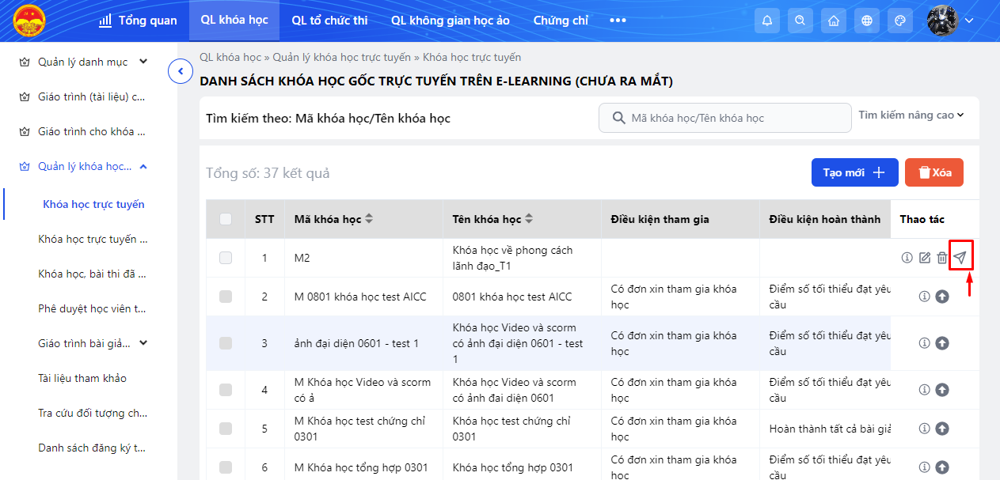 Tổng quan
QL khóa học
QL tổ chức thi
QL không gian học ảo
Chứng chỉ
Quản lý danh mục
Giáo trình (tài liệu) c...
Giáo trình cho khóa ...
Quản lý khóa học...
Khóa học trực tuyến
Khóa học trực tuyến ...
Khóa học, bài thi đã ...
Phê duyệt học viên t...
Giáo trình bài giả...
Tài liệu tham khảo
Tra cứu đối tượng ch...
Danh sách đăng ký t...
QL khóa học » Quản lý khóa học trực tuyến » Khóa học trực tuyến
DANH SÁCH KHÓA HỌC GỐC TRỰC TUYẾN TRÊN E-LEARNING (CHƯA RA MẮT)
Tìm kiếm theo: Mã khóa học/Tên khóa học
Mã khóa học/Tên khóa học
Tìm kiếm nâng cao
Tổng số: 37 kết quả
Tạo mới
Xóa
STT
Mã khóa học
Tên khóa học
Điều kiện tham gia
Điều kiện hoàn thành
Thao tác
1
M2
Khóa học về phong cách
lãnh đạo_T1
2
M 0801 khóa học test AICC
0801 khóa học test AICC
Có đơn xin tham gia khóa
học
Điểm số tối thiểu đạt yêu
cầu
3
ảnh đại diện 0601 - test 1
Khóa học Video và scorm
có ảnh đại diện 0601 - test
1
Có đơn xin tham gia khóa
học
Điểm số tối thiểu đạt yêu
cầu
4
M Khóa học Video và scorm
có ả
Khóa học Video và scorm
có ảnh đai diện 0601
Có đơn xin tham gia khóa
học
Điểm số tối thiểu đạt yêu
cầu
5
M Khóa học test chứng chỉ
0301
Khóa học test chứng chỉ
0301
Có đơn xin tham gia khóa
học
Hoàn thành tất cả bài giả
6
M Khóa học tổng hợp 0301
Khóa học tổng hợp 0301
Có đơn xin tham gia khóa
học
Điểm số tối thiểu đạt yêu
cầu